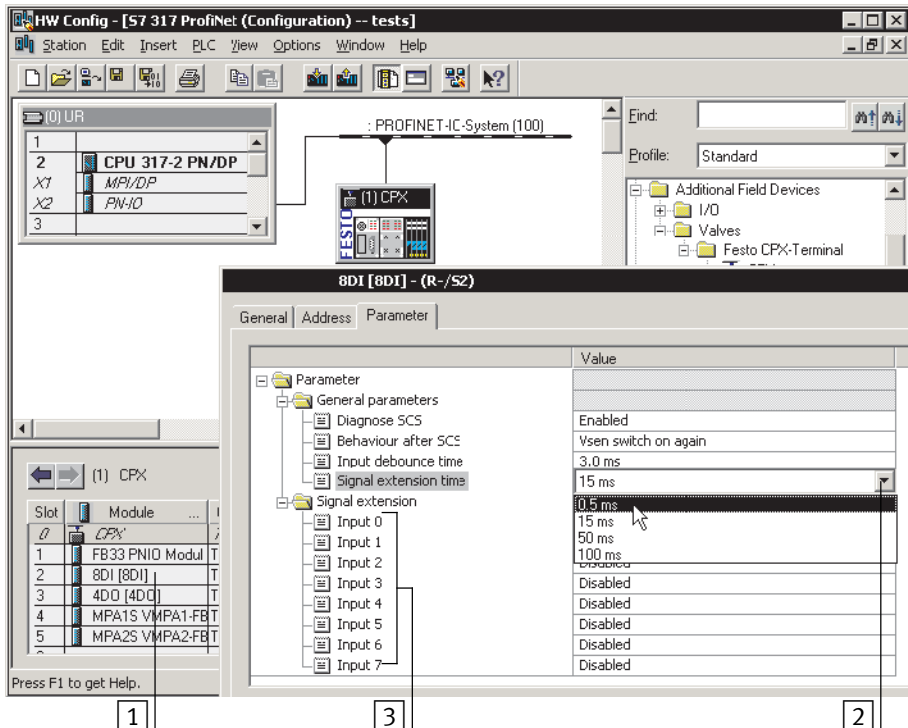 HW Config - [S7 317 ProfiNet (Configuration) -- tests]
Station Edit Insert PLC View Options Window Help
(0) UR
1
2 CPU 317-2 PN/DP
X1 MPI/DP
X2 PN-IO
3
: PROFINET-IC-System (100)
(1) CPX
FESTO
Find:
Profile: Standard
Additional Field Devices
I/O
Valves
Festo CPX-Terminal
8DI [8DI] - (R-/S2)
General Address Parameter
Value
Parameter
General parameters
Diagnose SCS Enabled
Behaviour after SCS Vsen switch on again
Input debounce time 3.0 ms
Signal extension time 15 ms
Signal extension 0.5 ms
Input 0 15 ms
Input 1 50 ms
100 ms
Input 2 Disabled
Input 3 Disabled
Input 4 Disabled
Input 5 Disabled
Input 6 Disabled
Input 7 Disabled
(1) CPX
Slot Module ...
0 CPX
1 FB33 PNIO Modul T
2 8DI [8DI] T
3 4DO [4DO] T
4 MPA1S VMPA1-FB T
5 MPA2S VMPA2-FB T
Press F1 to get Help.
1 3 2